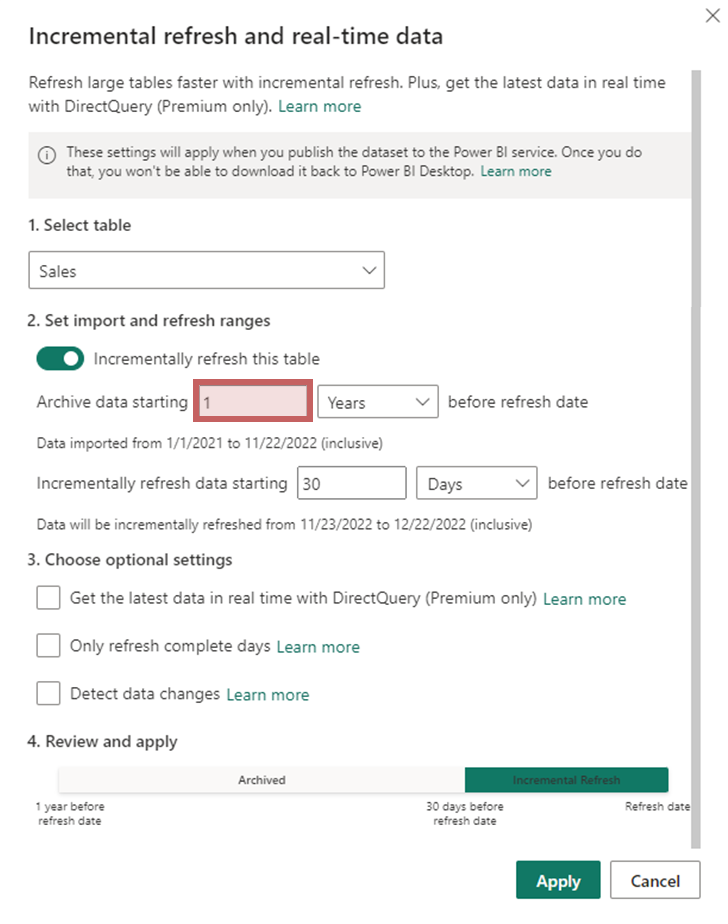 Incremental refresh and real-time data
Refresh large tables faster with incremental refresh. Plus, get the latest data in real time
with DirectQuery (Premium only). Learn more
These settings will apply when you publish the dataset to the Power BI service. Once you do
that, you won't be able to download it back to Power BI Desktop. Learn more
1. Select table
Sales
2. Set import and refresh ranges
Incrementally refresh this table
Archive data starting 1 Years before refresh date
Data imported from 1/1/2021 to 11/22/2022 (inclusive)
Incrementally refresh data starting 30 Days before refresh date
Data will be incrementally refreshed from 11/23/2022 to 12/22/2022 (inclusive)
3. Choose optional settings
Get the latest data in real time with DirectQuery (Premium only) Learn more
Only refresh complete days Learn more
Detect data changes Learn more
4. Review and apply
Archived Incremental Refresh
1 year before 30 days before Refresh date
refresh date refresh date
Apply Cancel